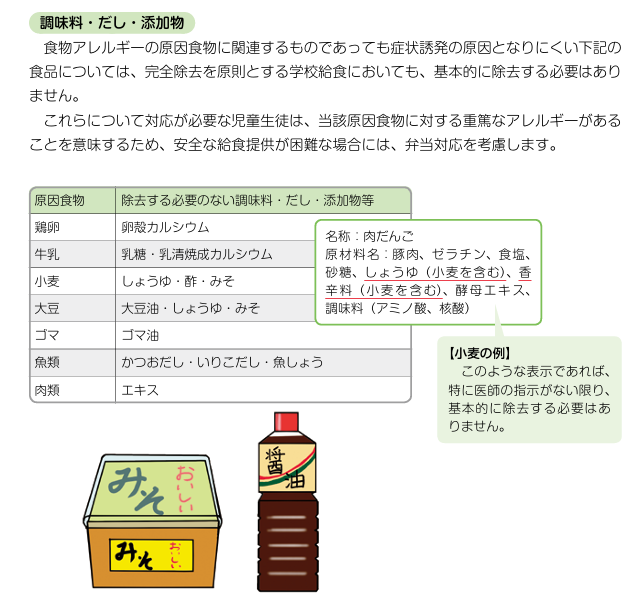 調味料・だし・添加物
食物アレルギーの原因食物に関連するものであっても症状誘発の原因となりにくい下記の
食品については、完全除去を原則とする学校給食においても、基本的に除去する必要はあり
ません。
これらについて対応が必要な児童生徒は、当該原因食物に対する重篤なアレルギーがある
ことを意味するため、安全な給食提供が困難な場合には、弁当対応を考慮します。
原因食物 除去する必要のない調味料・だし・添加物等
鶏卵 卵殻カルシウム
牛乳 乳糖・乳清焼成カルシウム
小麦 しょうゆ・酢・みそ
大豆 大豆油・しょうゆ・みそ
ゴマ ゴマ油
魚類 かつおだし・いりこだし・魚しょう
肉類 エキス
名称：肉だんご
原材料名：豚肉、ゼラチン、食塩、
砂糖、しょうゆ（小麦を含む）、香
辛料（小麦を含む）、酵母エキス、
調味料（アミノ酸、核酸）
【小麦の例】
このような表示であれば、
特に医師の指示がない限り、
基本的に除去する必要はあ
りません。
みそ
おいしい
みそ
おいしい
醤油